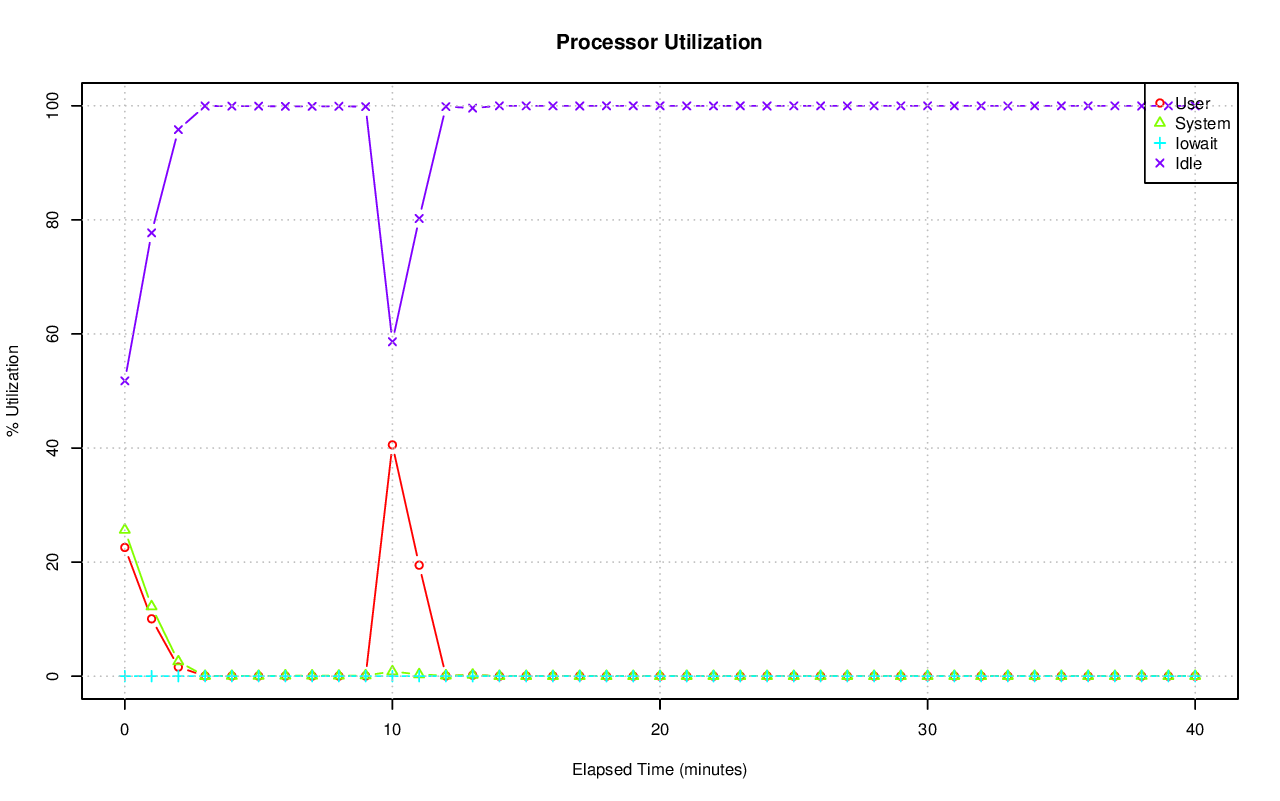 Processor Utilization
% Utilization
100
80
60
40
20
0
User
System
Iowait
Idle
0 10 20 30 40
Elapsed Time (minutes)